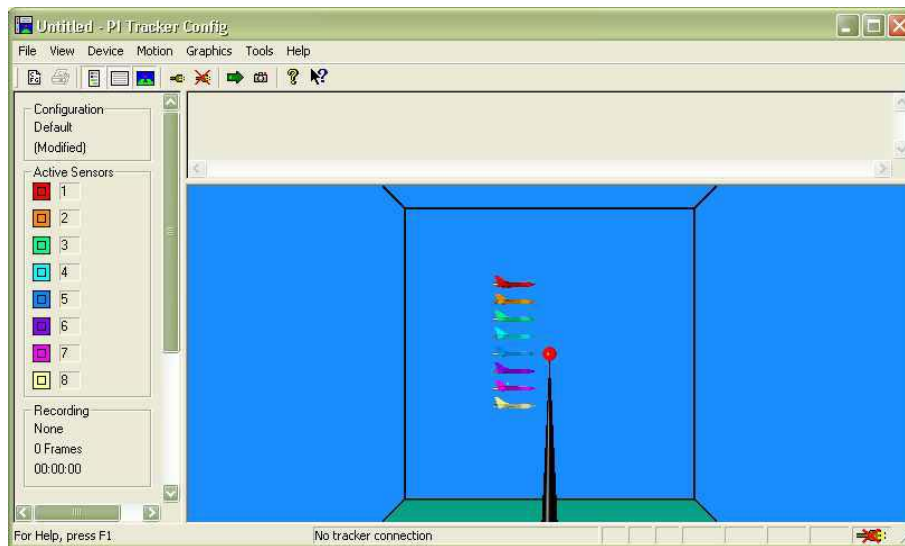 Untitled - PI Tracker Config
File View Device Motion Graphics Tools Help
Configuration
Default
(Modified)
Active Sensors
1
2
3
4
5
6
7
8
Recording
None
0 Frames
00:00:00
For Help, press F1
No tracker connection